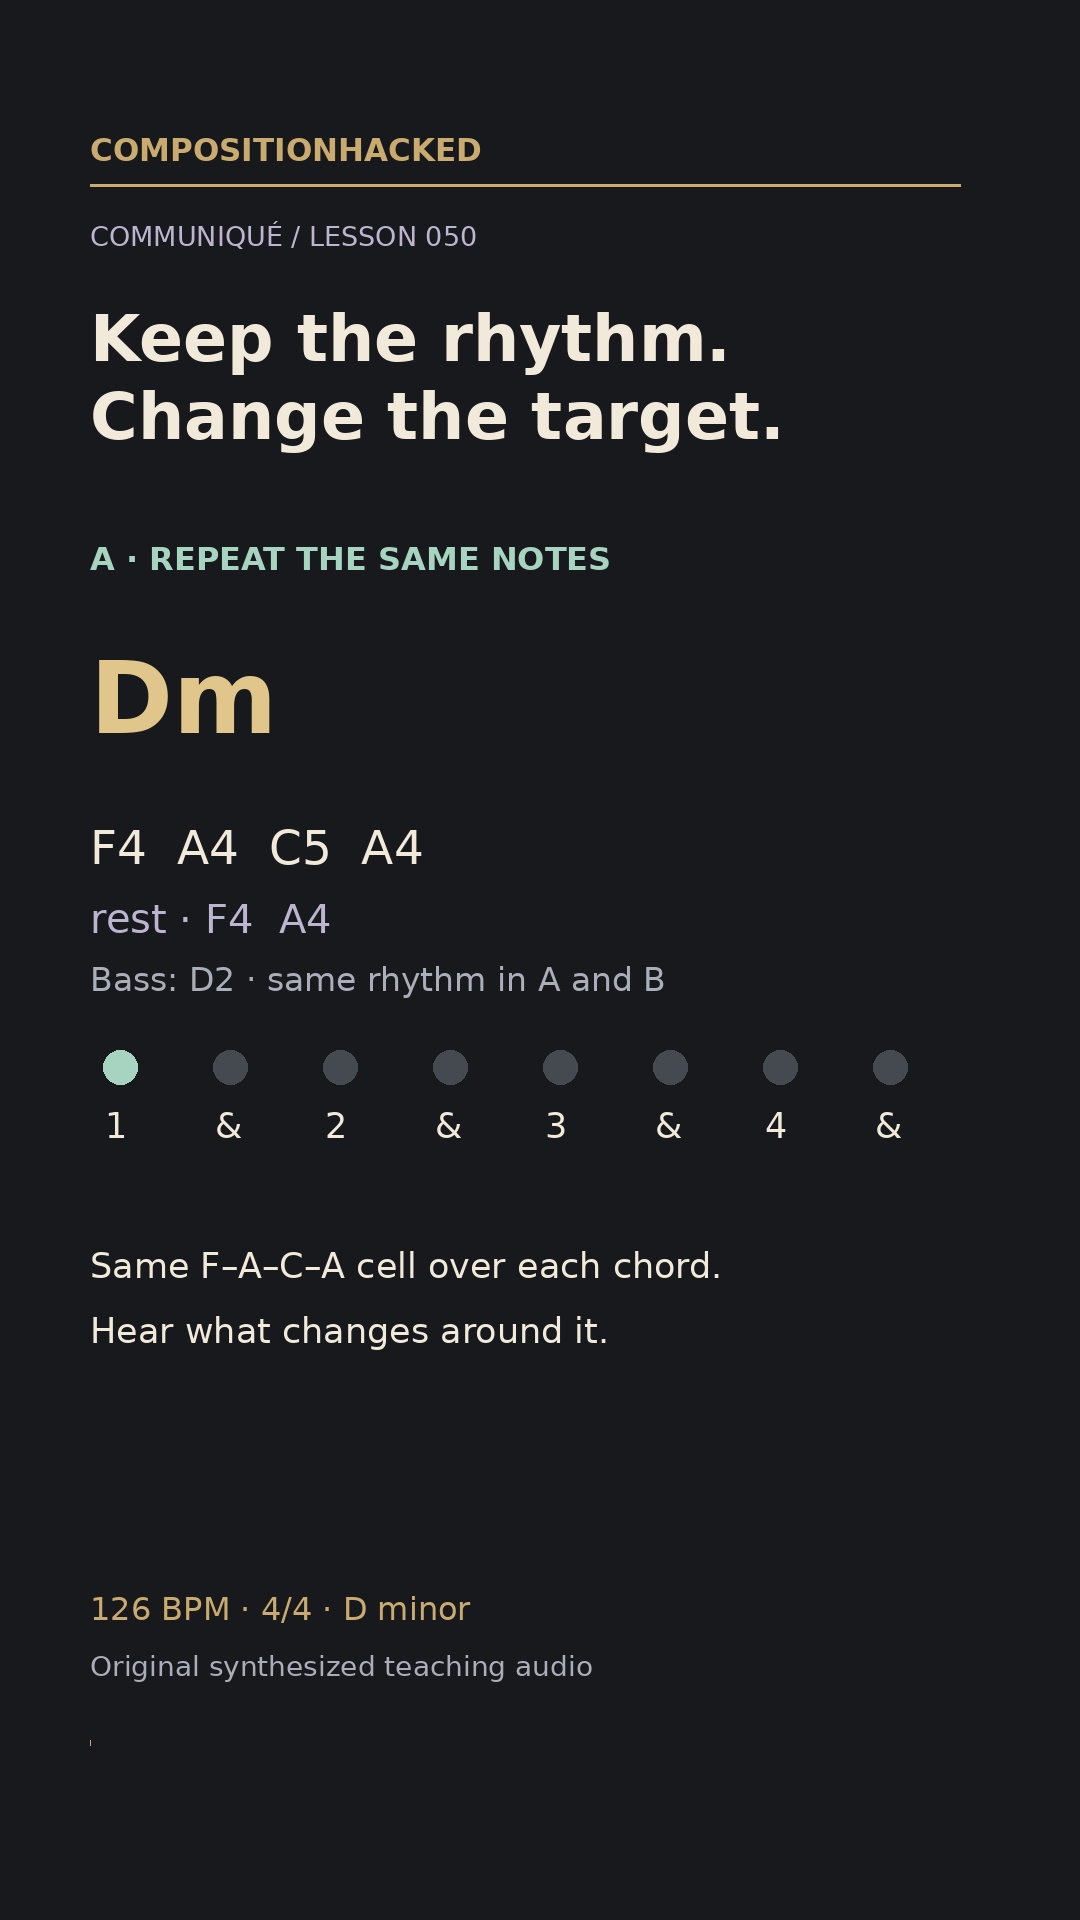 COMPOSITIONHACKED
COMMUNIQUÉ / LESSON 050
Keep the rhythm.
Change the target.
A · REPEAT THE SAME NOTES
Dm
F4 A4 C5 A4
rest · F4 A4
Bass: D2 · same rhythm in A and B
1 & 2 & 3 & 4 &
Same F–A–C–A cell over each chord.
Hear what changes around it.
126 BPM · 4/4 · D minor
Original synthesized teaching audio